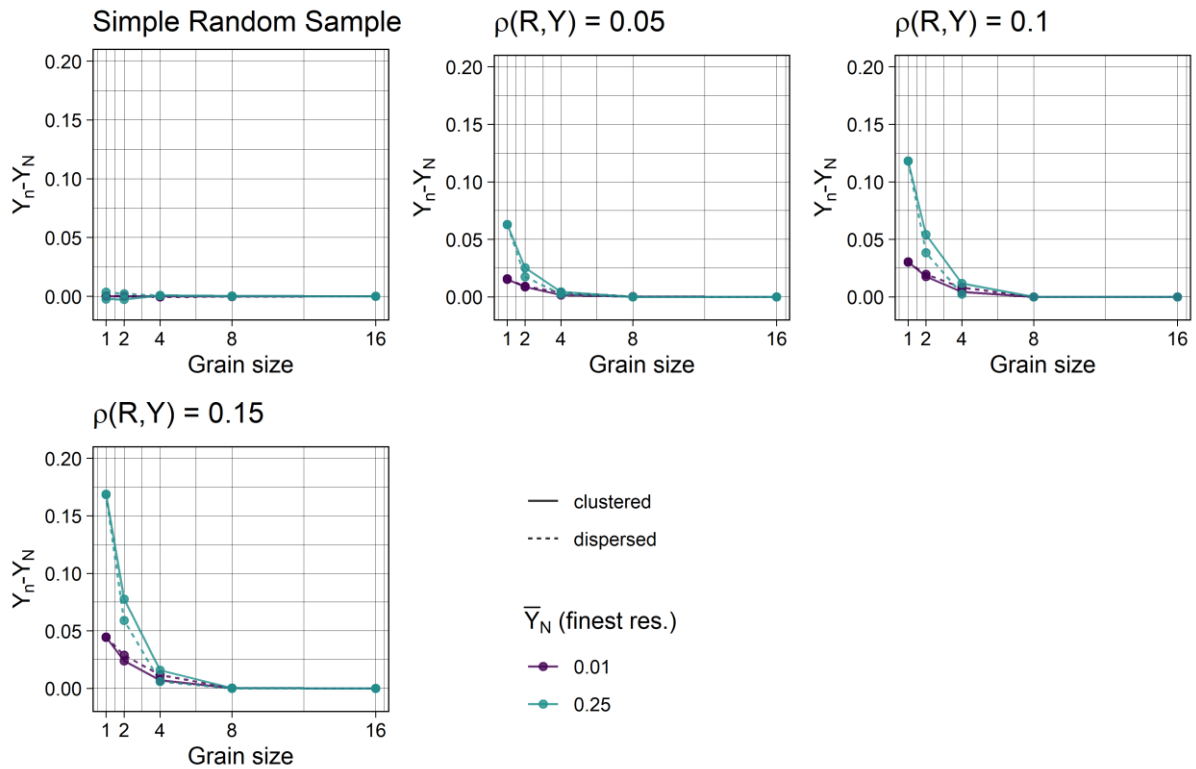 Simple Random Sample
0.20
0.15
0.10
0.05
0.00
Yn-YN
1 2 4 8 16
Grain size
ρ(R,Y) = 0.05
0.20
0.15
0.10
0.05
0.00
Yn-YN
1 2 4 8 16
Grain size
ρ(R,Y) = 0.1
0.20
0.15
0.10
0.05
0.00
Yn-YN
1 2 4 8 16
Grain size
ρ(R,Y) = 0.15
0.20
0.15
0.10
0.05
0.00
Yn-YN
1 2 4 8 16
Grain size
clustered
dispersed
Y̅N (finest res.)
0.01
0.25